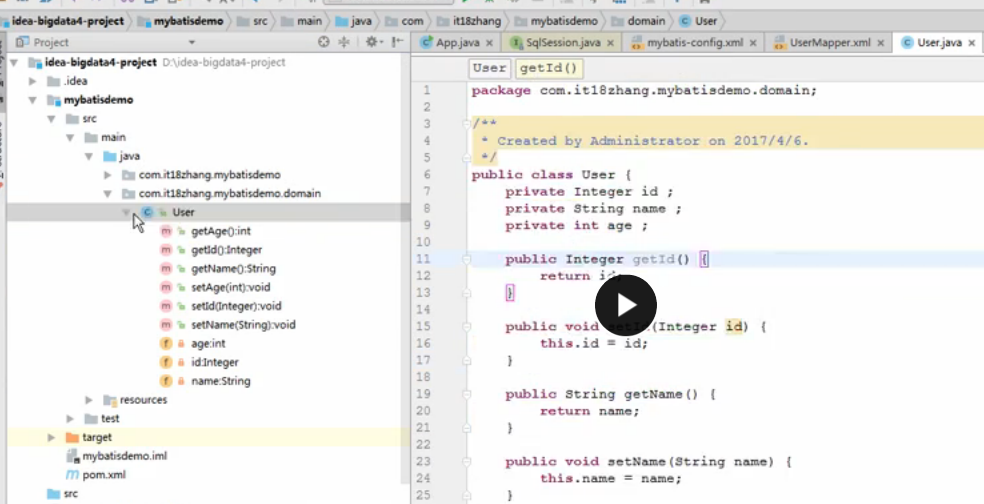 idea-bigdata4-project mybatisdemo src main java com it18zhang mybatisdemo domain User
Project
App.java SqlSession.java mybatis-config.xml UserMapper.xml User.java
idea-bigdata4-project D:\idea-bigdata4-project
.idea
mybatisdemo
src
main
java
com.it18zhang.mybatisdemo
com.it18zhang.mybatisdemo.domain
User
getAge():int
getId():Integer
getName():String
setAge(int):void
setId(Integer):void
setName(String):void
age:int
id:Integer
name:String
resources
test
target
mybatisdemo.iml
pom.xml
src
User getId()
1 package com.it18zhang.mybatisdemo.domain;
2
3 /**
4 * Created by Administrator on 2017/4/6.
5 */
6 public class User {
7 private Integer id ;
8 private String name ;
9 private int age ;
10
11 public Integer getId() {
12 return id;
13 }
14
15 public void setId(Integer id) {
16 this.id = id;
17 }
18
19 public String getName() {
20 return name;
21 }
22
23 public void setName(String name) {
24 this.name = name;
25 }